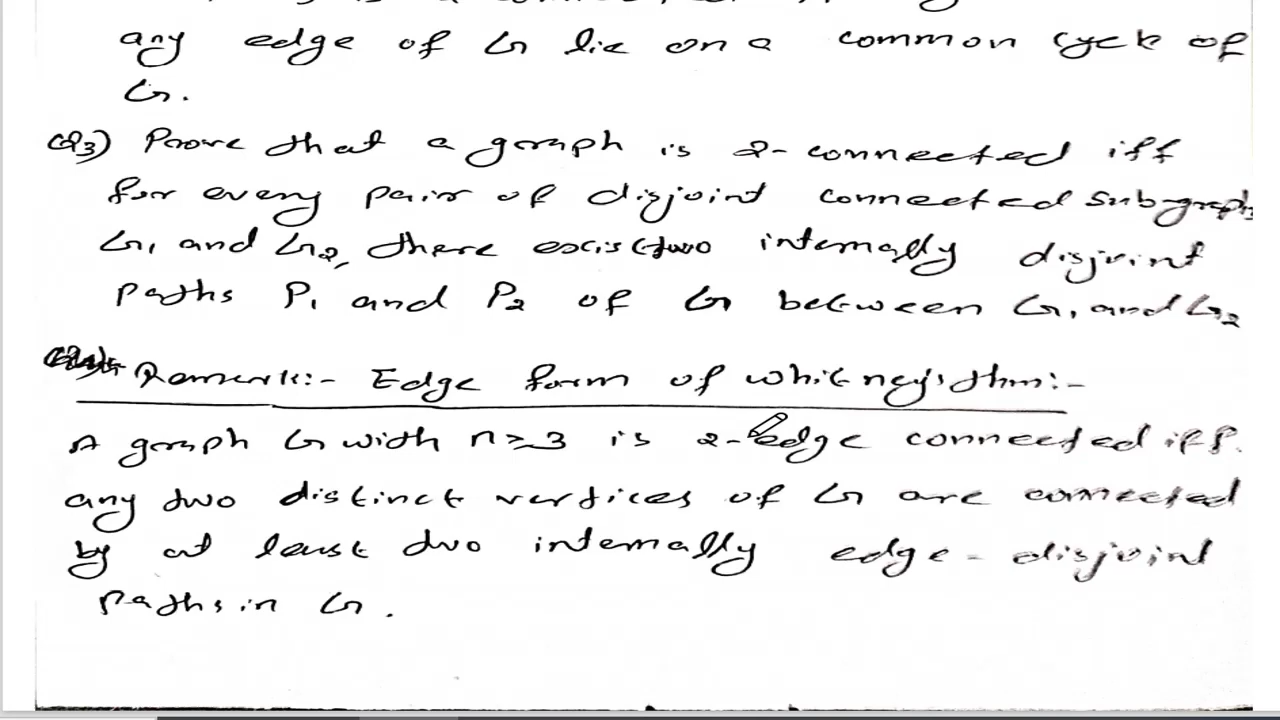 any edge of G lie on a common cycle of
G.
Q3) Prove that a graph is 2-connected iff
for every pair of disjoint connected subgraphs
G1 and G2, there exist two internally disjoint
paths P1 and P2 of G between G1 and G2
Remark:- Edge form of whitney's thm:-
A graph G with n≥3 is 2-edge connected iff.
any two distinct vertices of G are connected
by at least two internally edge-disjoint
paths in G.